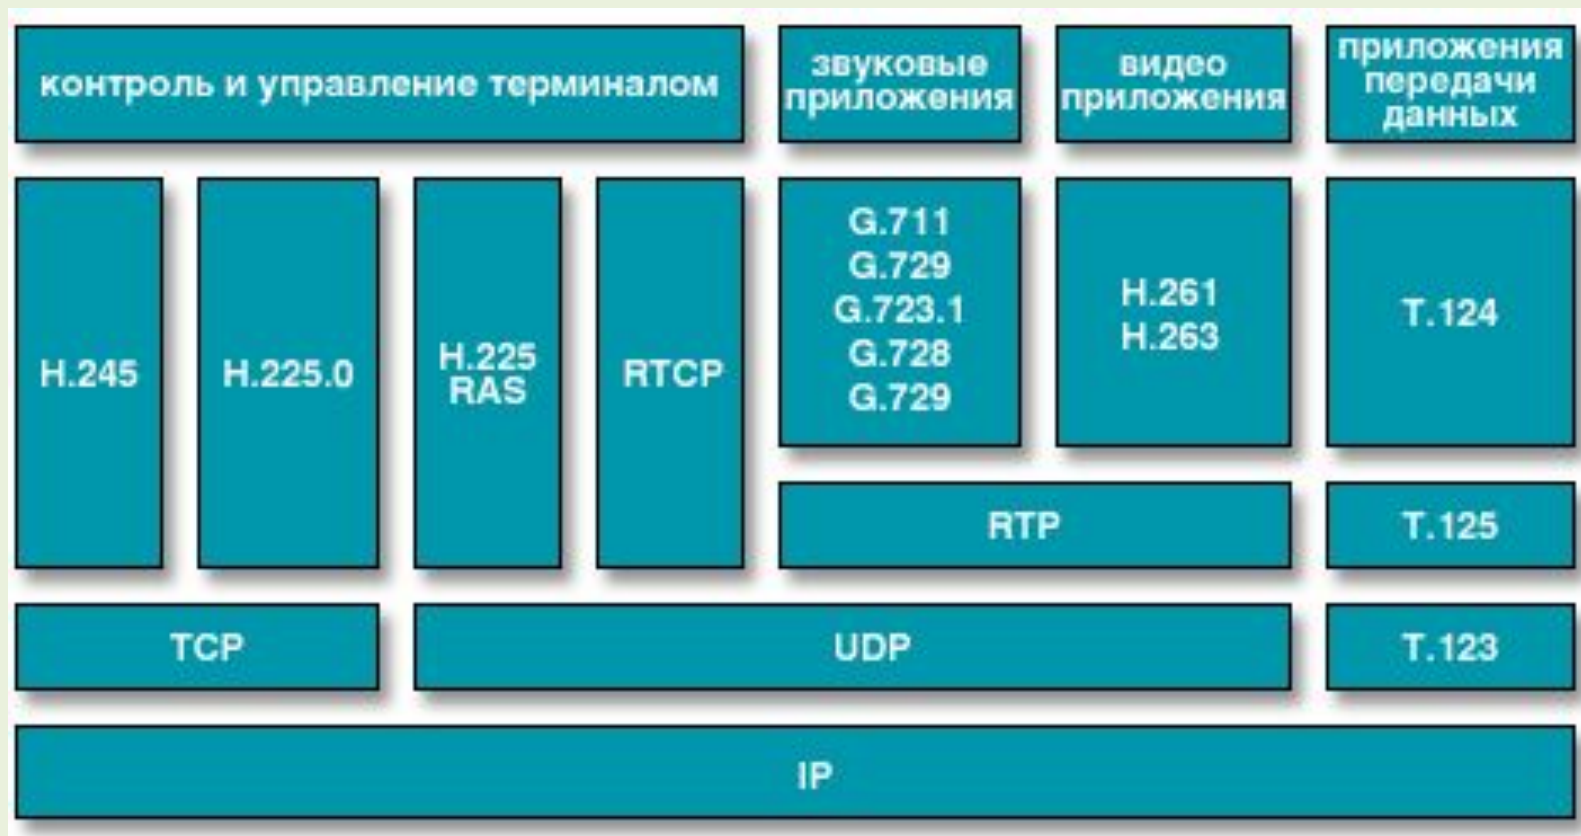 контроль и управление терминалом
звуковые
приложения
видео
приложения
приложения
передачи
данных
H.245
H.225.0
H.225
RAS
RTCP
G.711
G.729
G.723.1
G.728
G.729
H.261
H.263
T.124
RTP
T.125
TCP
UDP
T.123
IP